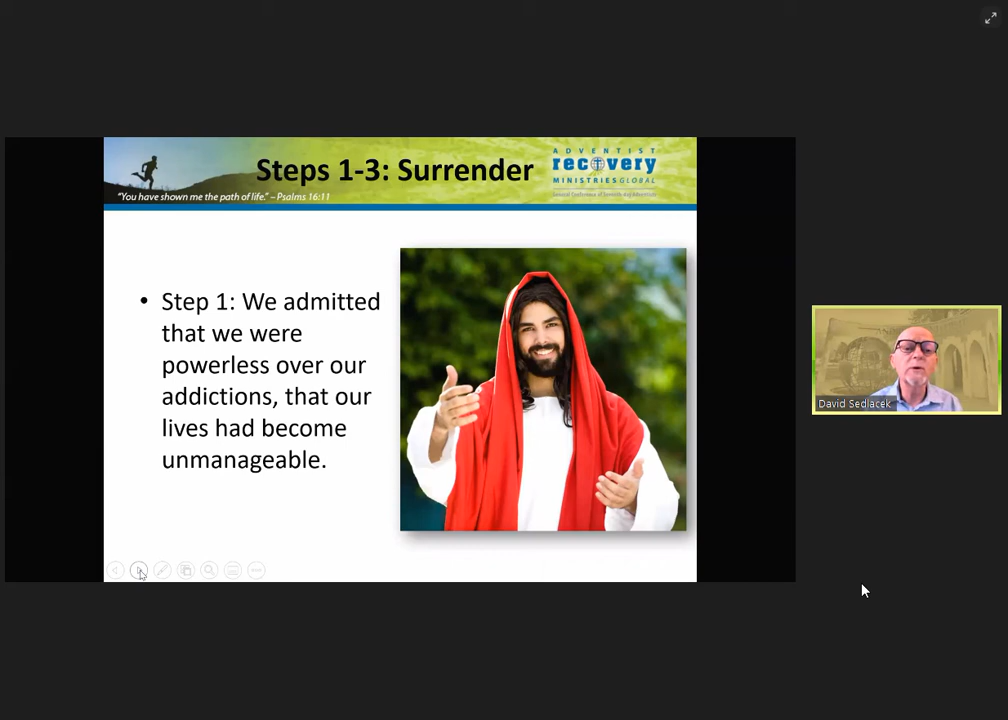 Steps 1-3: Surrender
ADVENTIST
recovery
MINISTRIES GLOBAL
General Conference of Seventh-day Adventists
"You have shown me the path of life." – Psalms 16:11
• Step 1: We admitted
that we were
powerless over our
addictions, that our
lives had become
unmanageable.
David Sedlacek